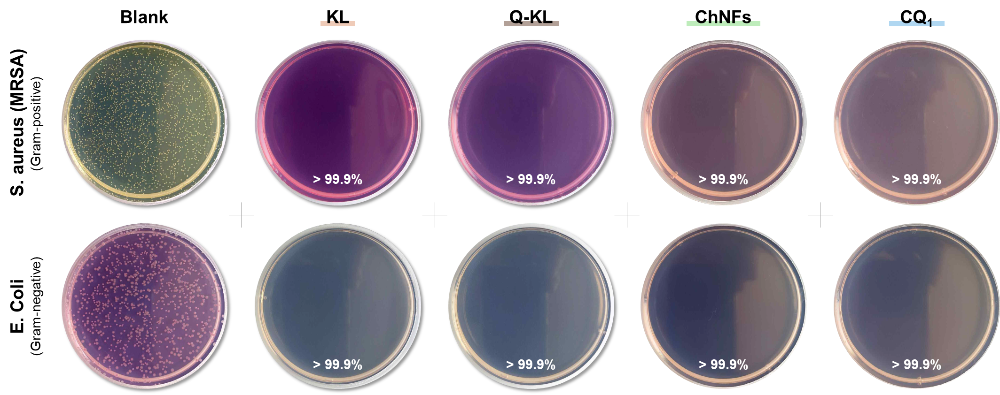 Blank KL Q-KL ChNFs CQ₁
S. aureus (MRSA)
(Gram-positive)
> 99.9% > 99.9% > 99.9% > 99.9%
E. Coli
(Gram-negative)
> 99.9% > 99.9% > 99.9% > 99.9%